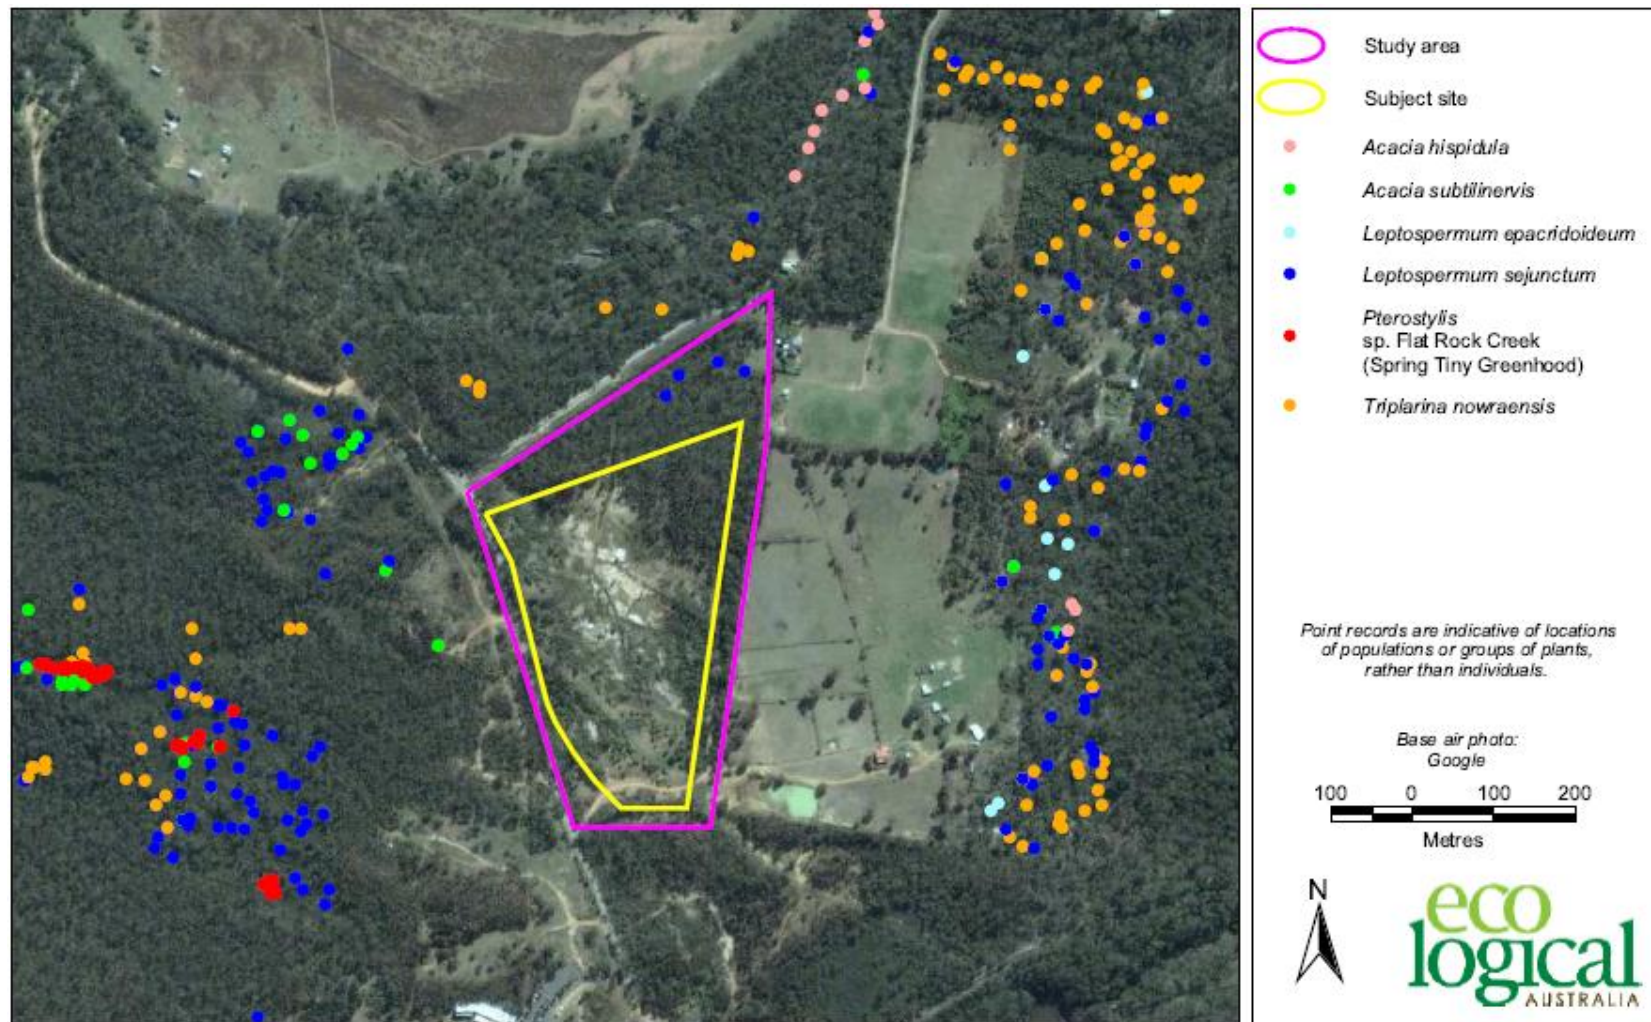 Study area
Subject site
Acacia hispidula
Acacia subtilinervis
Leptospermum epacridoideum
Leptospermum sejunctum
Pterostylis
sp. Flat Rock Creek
(Spring Tiny Greenhood)
Triplarina nowraensis
Point records are indicative of locations
of populations or groups of plants,
rather than individuals.
Base air photo:
Google
100 0 100 200
Metres
N
eco
logical
AUSTRALIA